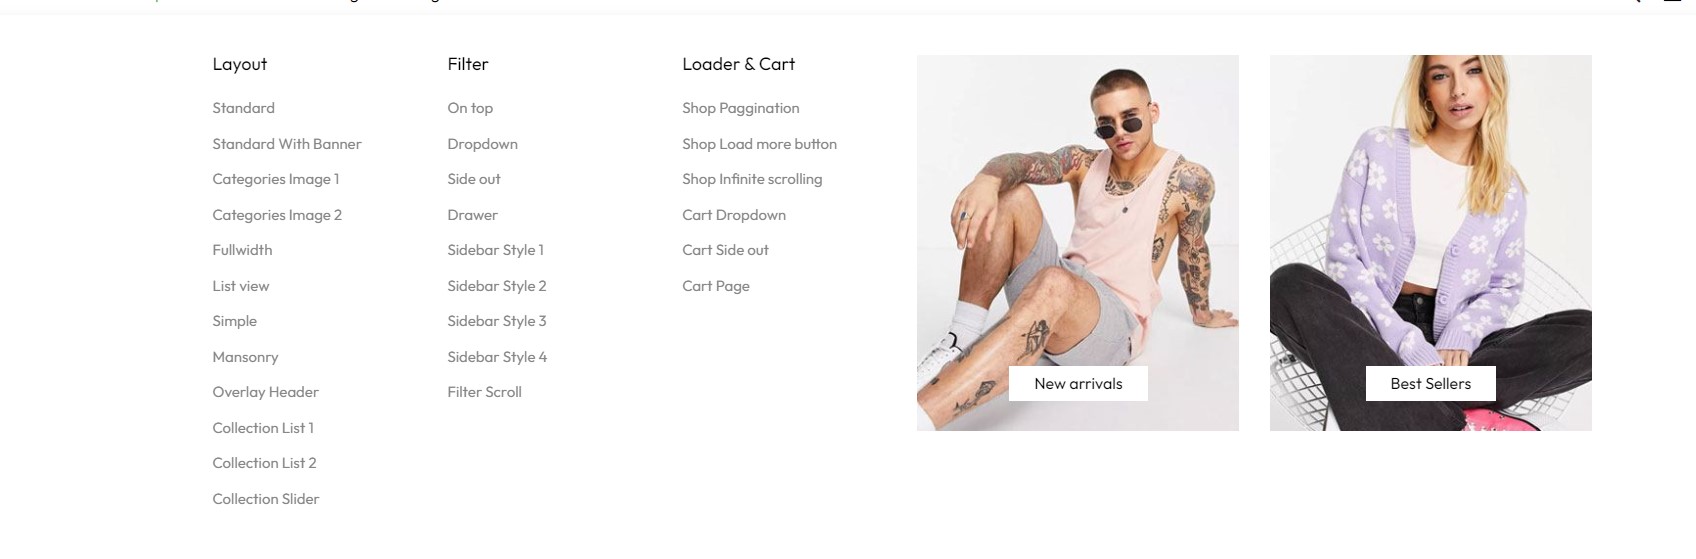 Layout
Standard
Standard With Banner
Categories Image 1
Categories Image 2
Fullwidth
List view
Simple
Mansonry
Overlay Header
Collection List 1
Collection List 2
Collection Slider
Filter
On top
Dropdown
Side out
Drawer
Sidebar Style 1
Sidebar Style 2
Sidebar Style 3
Sidebar Style 4
Filter Scroll
Loader & Cart
Shop Paggination
Shop Load more button
Shop Infinite scrolling
Cart Dropdown
Cart Side out
Cart Page
New arrivals
Best Sellers